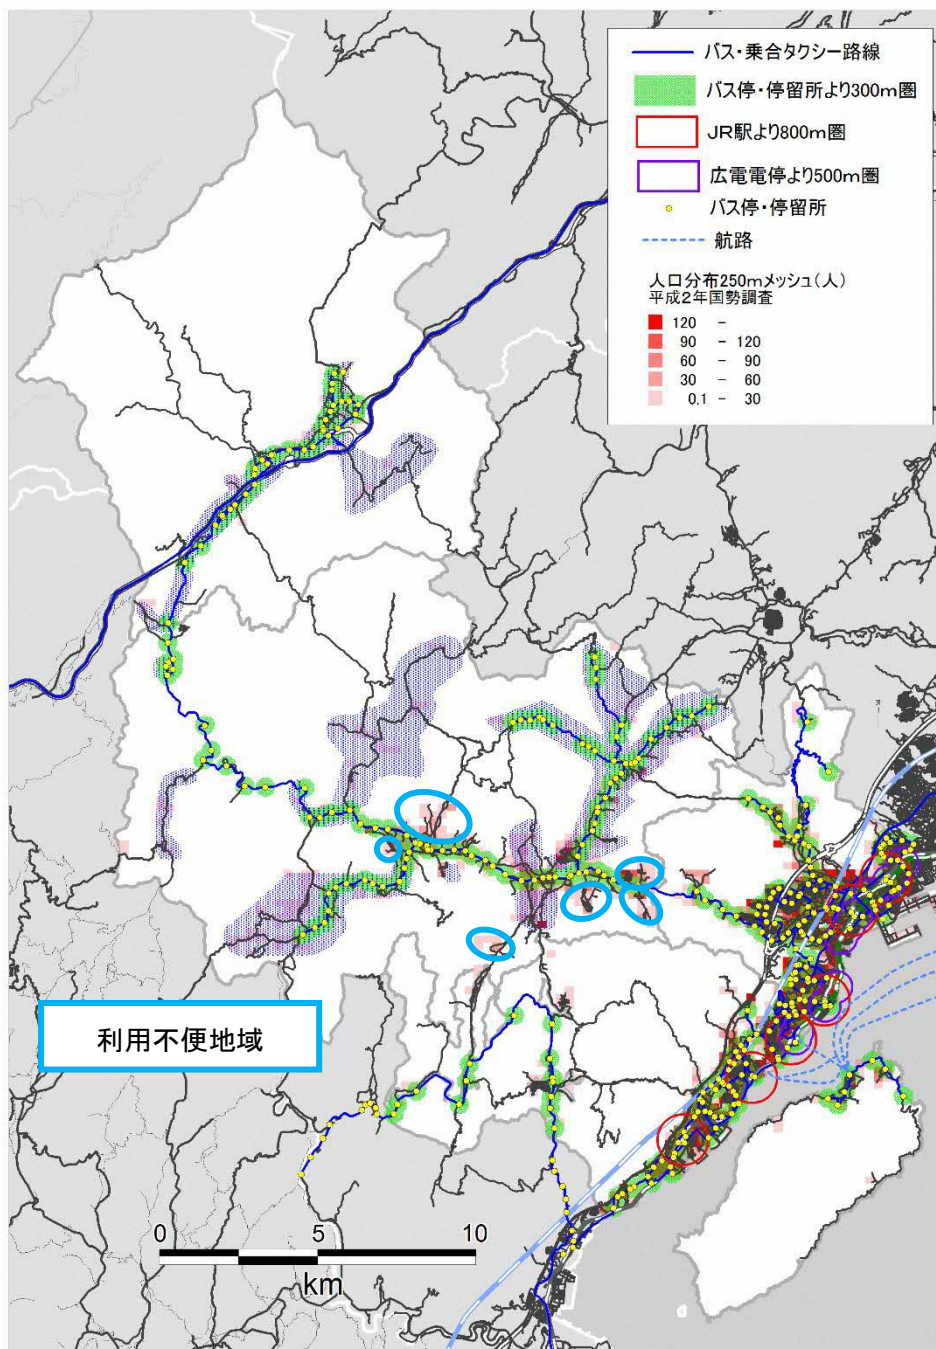 バス・乗合タクシー路線
バス停・停留所より300m圏
JR駅より800m圏
広電電停より500m圏
バス停・停留所
航路
人口分布250mメッシュ(人)
平成2年国勢調査
120 -
90 - 120
60 - 90
30 - 60
0.1 - 30
利用不便地域
0 5 10
km